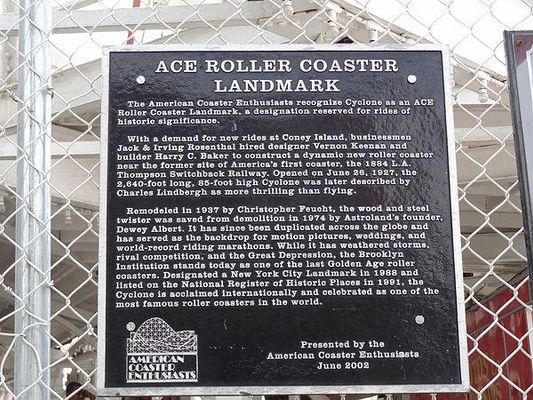 ACE ROLLER COASTER
LANDMARK
The American Coaster Enthusiasts recognize Cyclone as an ACE
Roller Coaster Landmark, a designation reserved for rides of
historic significance.
With a demand for new rides at Coney Island, businessmen
Jack & Irving Rosenthal hired designer Vernon Keenan and
builder Harry C. Baker to construct a dynamic new roller coaster
near the former site of America's first coaster, the 1884 L.A.
Thompson Switchback Railway. Opened on June 26, 1927, the
2,640-foot long, 85-foot high Cyclone was later described by
Charles Lindbergh as more thrilling than flying.
Remodeled in 1937 by Christopher Feucht, the wood and steel
twister was saved from demolition in 1974 by Astroland's founder,
Dewey Albert. It has since been duplicated across the globe and
has served as the backdrop for motion pictures, weddings, and
world-record riding marathons. While it has weathered storms,
rival competition, and the Great Depression, the Brooklyn
Institution stands today as one of the last Golden Age roller
coasters. Designated a New York City Landmark in 1988 and
listed on the National Register of Historic Places in 1991, the
Cyclone is acclaimed internationally and celebrated as one of the
most famous roller coasters in the world.
AMERICAN
COASTER
ENTHUSIASTS
Presented by the
American Coaster Enthusiasts
June 2002